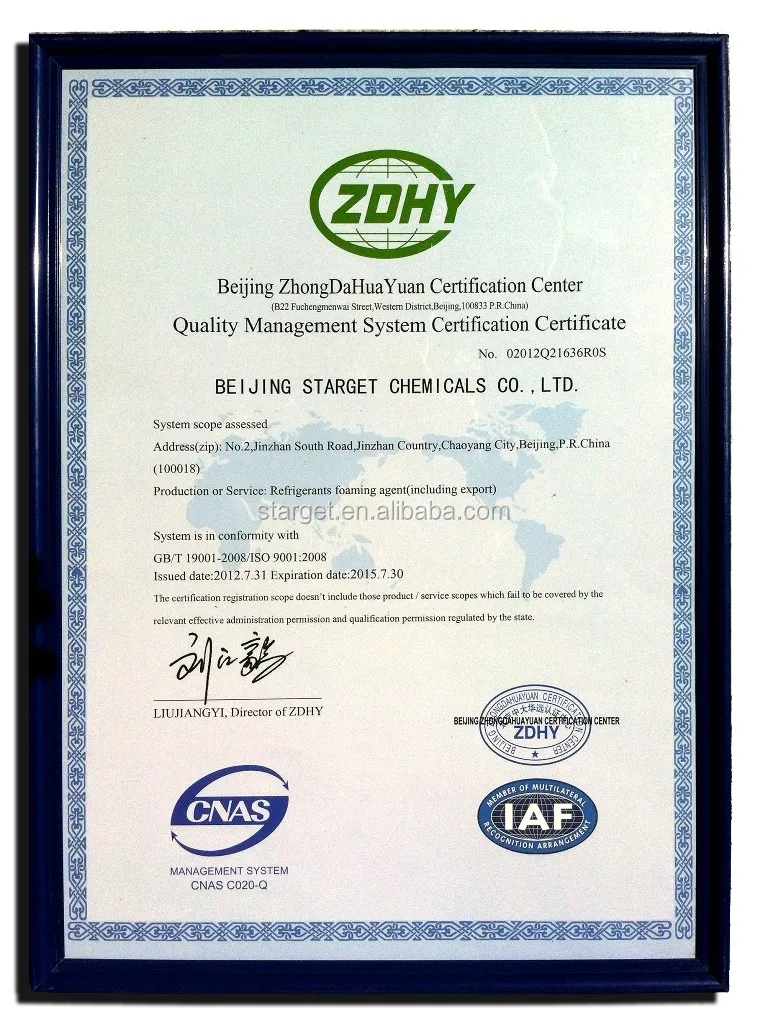 ZDHY
Beijing ZhongDaHuaYuan Certification Center
(B22 Fuchengmenwai Street,Western District,Beijing,100833 P.R.China)
Quality Management System Certification Certificate
No. 02012Q21636R0S
BEIJING STARGET CHEMICALS CO.,LTD.
System scope assessed
Address(zip): No.2,Jinzhan South Road,Jinzhan Country,Chaoyang City,Beijing,P.R.China
(100018)
Production or Service: Refrigerants foaming agent(including export)
starget.en.alibaba.com
System is in conformity with
GB/T 19001-2008/ISO 9001:2008
Issued date:2012.7.31 Expiration date:2015.7.30
The certification registration scope doesn't include those product / service scopes which fail to be covered by the
relevant effective administration permission and qualification permission regulated by the state.
LIUJIANGYI, Director of ZDHY
BEIJING ZHONGDAHUAYUAN CERTIFICATION CENTER
BEIJING ZHONGDAHUAYUAN CERTIFICATION CENTER
ZDHY
CNAS
MANAGEMENT SYSTEM
CNAS C020-Q
MEMBER OF MULTILATERAL
IAF
RECOGNITION ARRANGEMENT